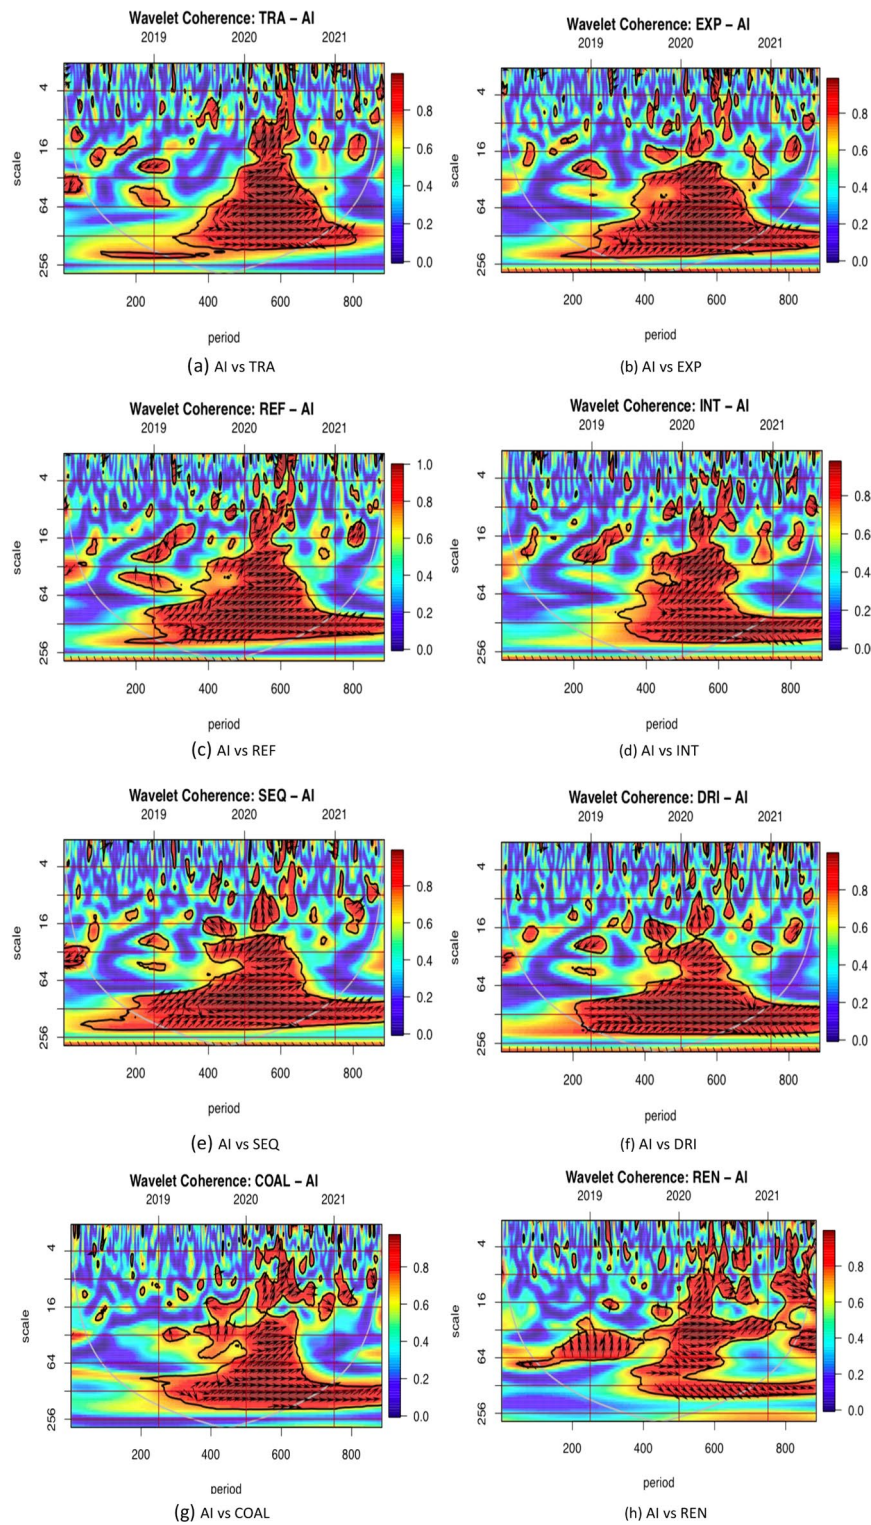 Wavelet Coherence: TRA – AI
2019 2020 2021
scale
4
16
64
256
0.8
0.6
0.4
0.2
0.0
200 400 600 800
period
(a) AI vs TRA
Wavelet Coherence: EXP – AI
2019 2020 2021
scale
4
16
64
256
0.8
0.6
0.4
0.2
0.0
200 400 600 800
period
(b) AI vs EXP
Wavelet Coherence: REF – AI
2019 2020 2021
scale
4
16
64
256
1.0
0.8
0.6
0.4
0.2
0.0
200 400 600 800
period
(c) AI vs REF
Wavelet Coherence: INT – AI
2019 2020 2021
scale
4
16
64
256
0.8
0.6
0.4
0.2
0.0
200 400 600 800
period
(d) AI vs INT
Wavelet Coherence: SEQ – AI
2019 2020 2021
scale
4
16
64
256
0.8
0.6
0.4
0.2
0.0
200 400 600 800
period
(e) AI vs SEQ
Wavelet Coherence: DRI – AI
2019 2020 2021
scale
4
16
64
256
0.8
0.6
0.4
0.2
0.0
200 400 600 800
period
(f) AI vs DRI
Wavelet Coherence: COAL – AI
2019 2020 2021
scale
4
16
64
256
0.8
0.6
0.4
0.2
0.0
200 400 600 800
period
(g) AI vs COAL
Wavelet Coherence: REN – AI
2019 2020 2021
scale
4
16
64
256
0.8
0.6
0.4
0.2
0.0
200 400 600 800
period
(h) AI vs REN